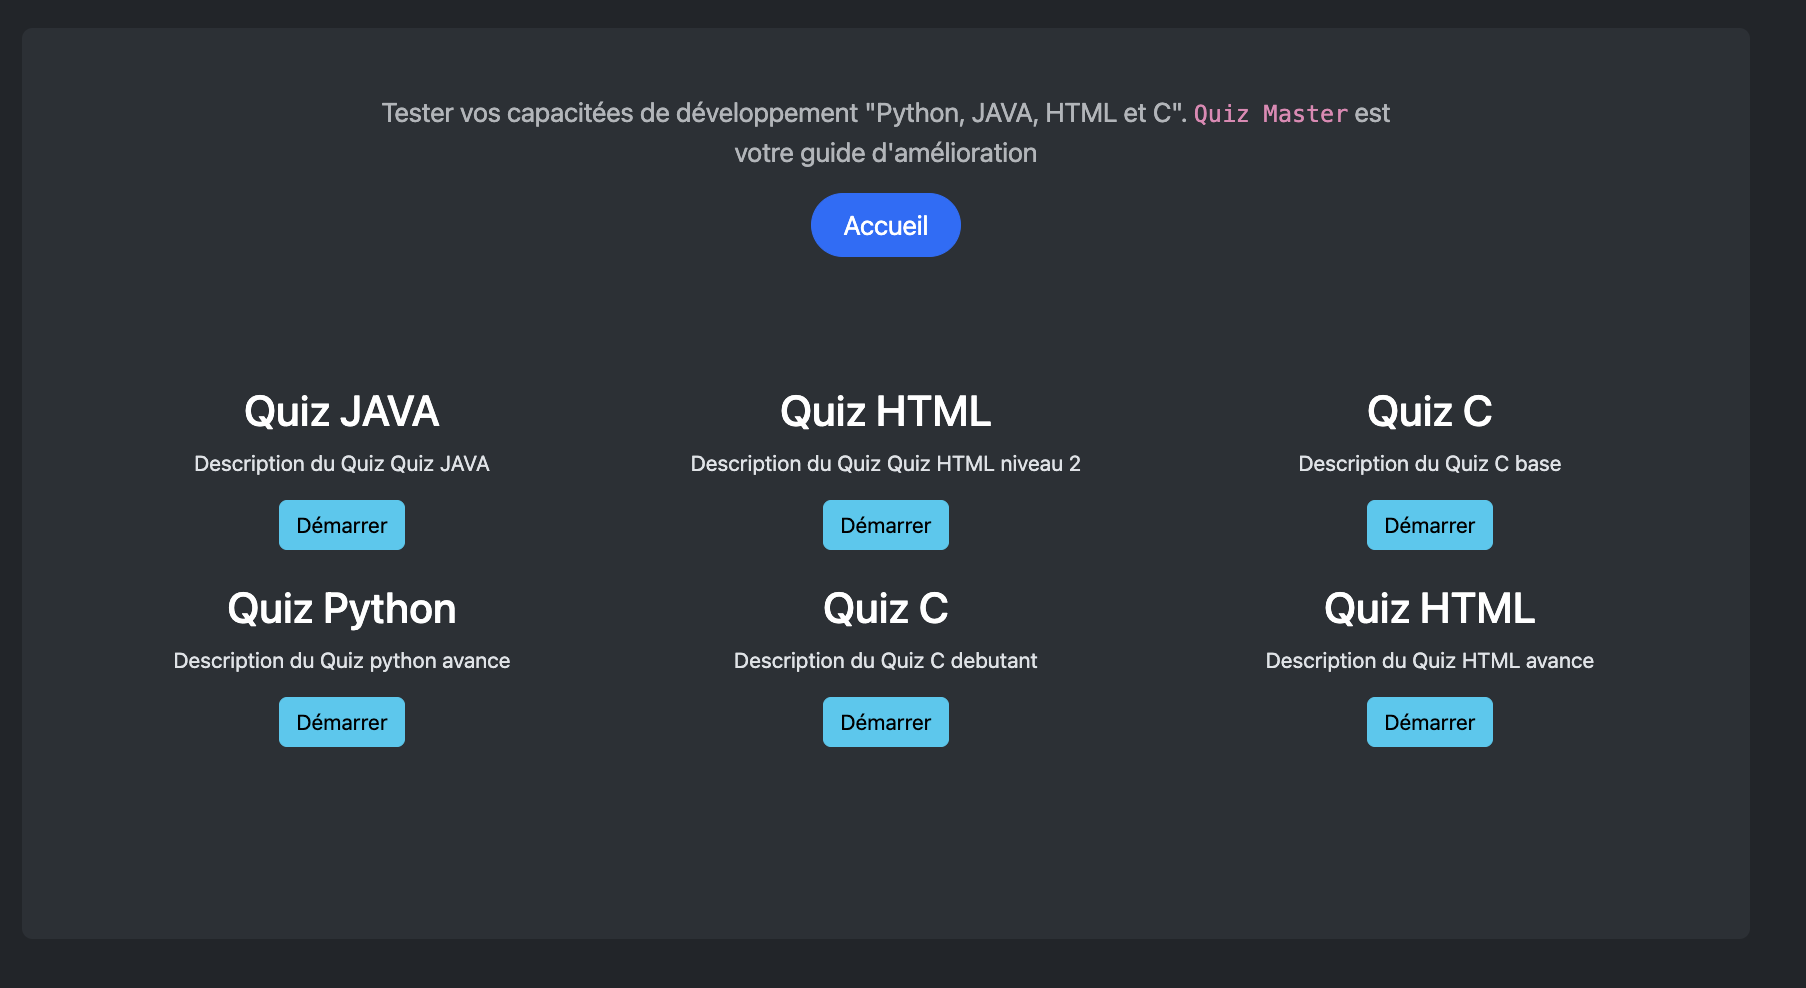 Tester vos capacitées de développement "Python, JAVA, HTML et C". Quiz Master est
votre guide d'amélioration
Accueil
Quiz JAVA
Description du Quiz Quiz JAVA
Démarrer
Quiz HTML
Description du Quiz Quiz HTML niveau 2
Démarrer
Quiz C
Description du Quiz C base
Démarrer
Quiz Python
Description du Quiz python avance
Démarrer
Quiz C
Description du Quiz C debutant
Démarrer
Quiz HTML
Description du Quiz HTML avance
Démarrer